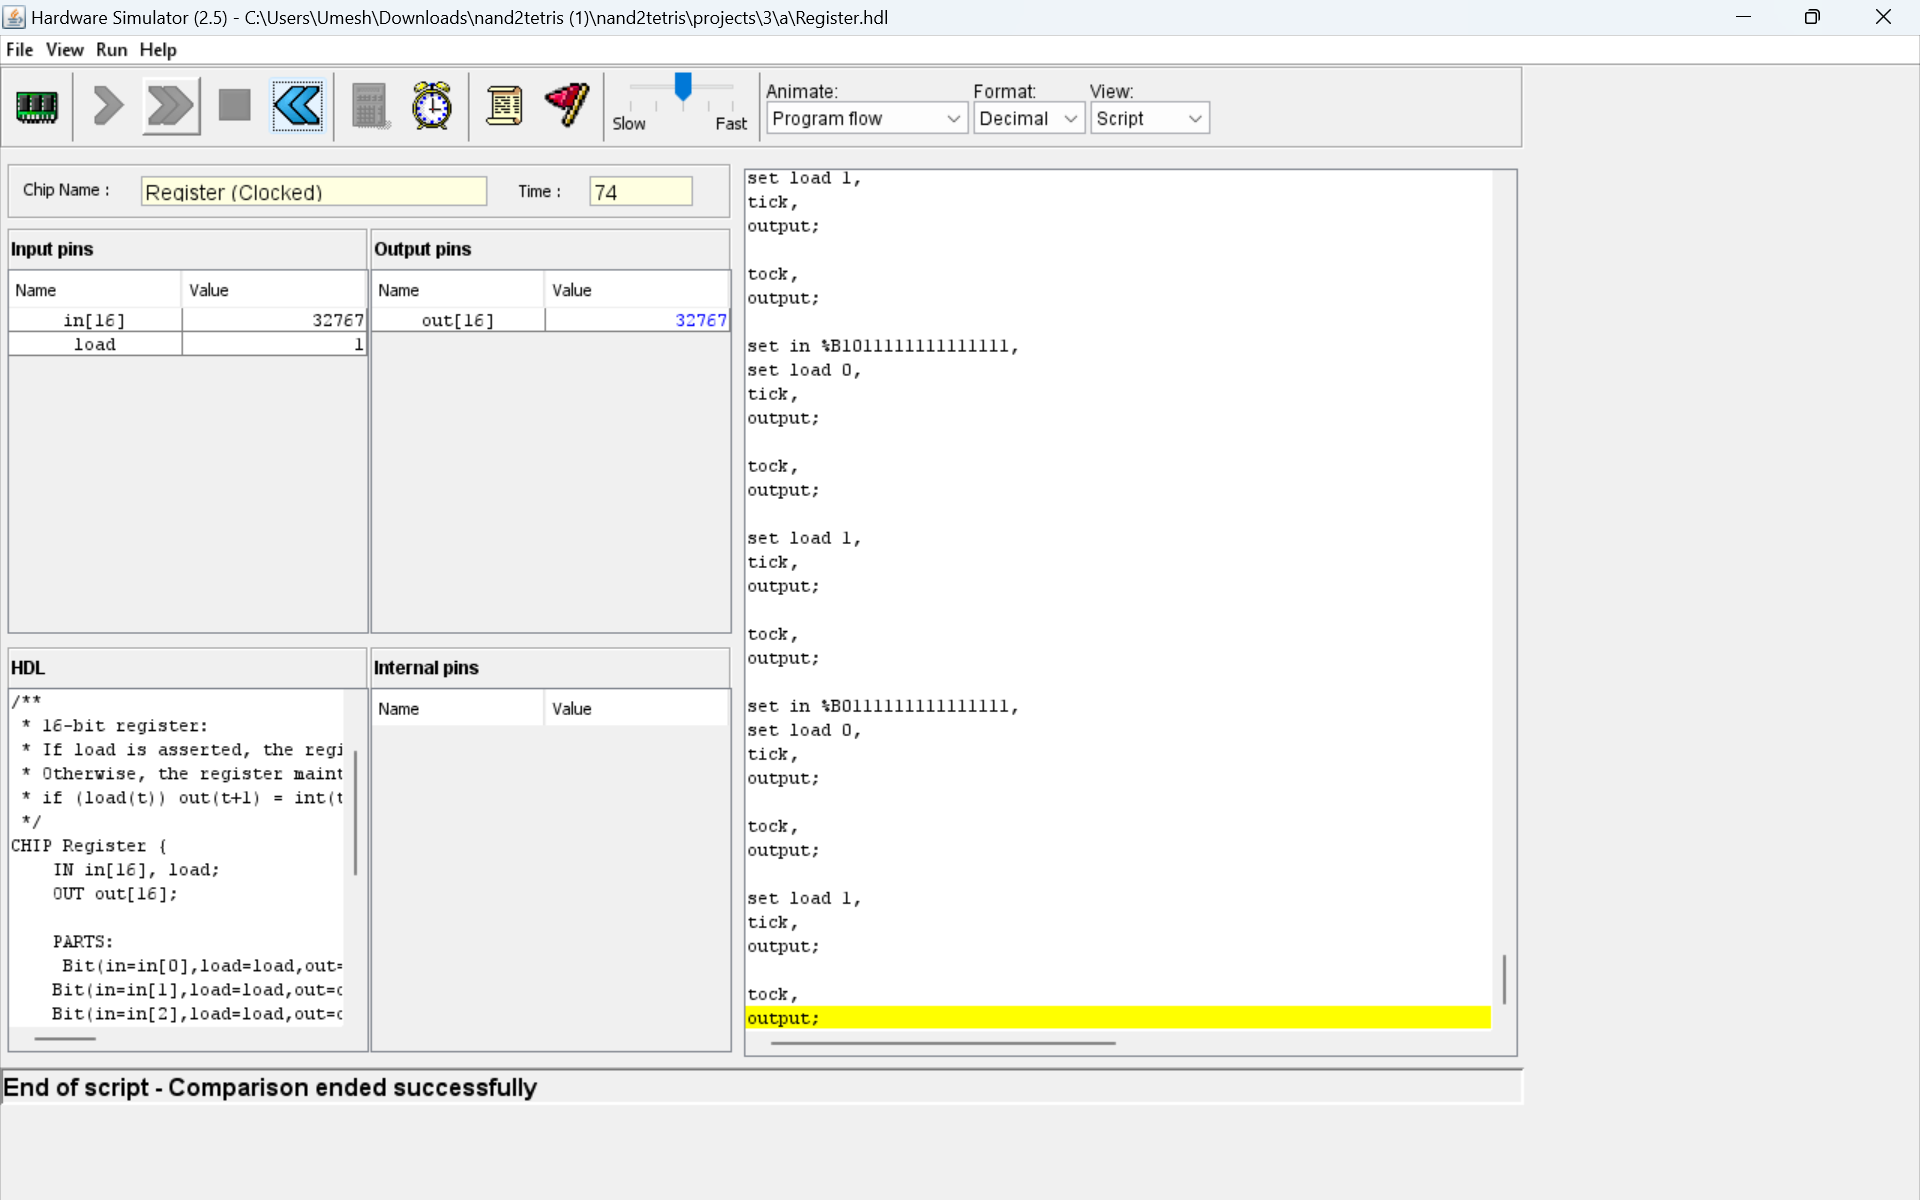 Hardware Simulator (2.5) - C:\Users\Umesh\Downloads\nand2tetris (1)\nand2tetris\projects\3\a\Register.hdl
File View Run Help
Slow Fast
Animate:
Program flow
Format:
Decimal
View:
Script
Chip Name :
Register (Clocked)
Time :
74
Input pins
Name Value
in[16] 32767
load 1
Output pins
Name Value
out[16] 32767
HDL
/**
* 16-bit register:
* If load is asserted, the regi
* Otherwise, the register maint
* if (load(t)) out(t+1) = int(t
*/
CHIP Register {
IN in[16], load;
OUT out[16];
PARTS:
Bit(in=in[0],load=load,out=
Bit(in=in[1],load=load,out=o
Bit(in=in[2],load=load,out=o
Internal pins
Name Value
set load 1,
tick,
output;
tock,
output;
set in %B1011111111111111,
set load 0,
tick,
output;
tock,
output;
set load 1,
tick,
output;
tock,
output;
set in %B0111111111111111,
set load 0,
tick,
output;
tock,
output;
set load 1,
tick,
output;
tock,
output;
End of script - Comparison ended successfully